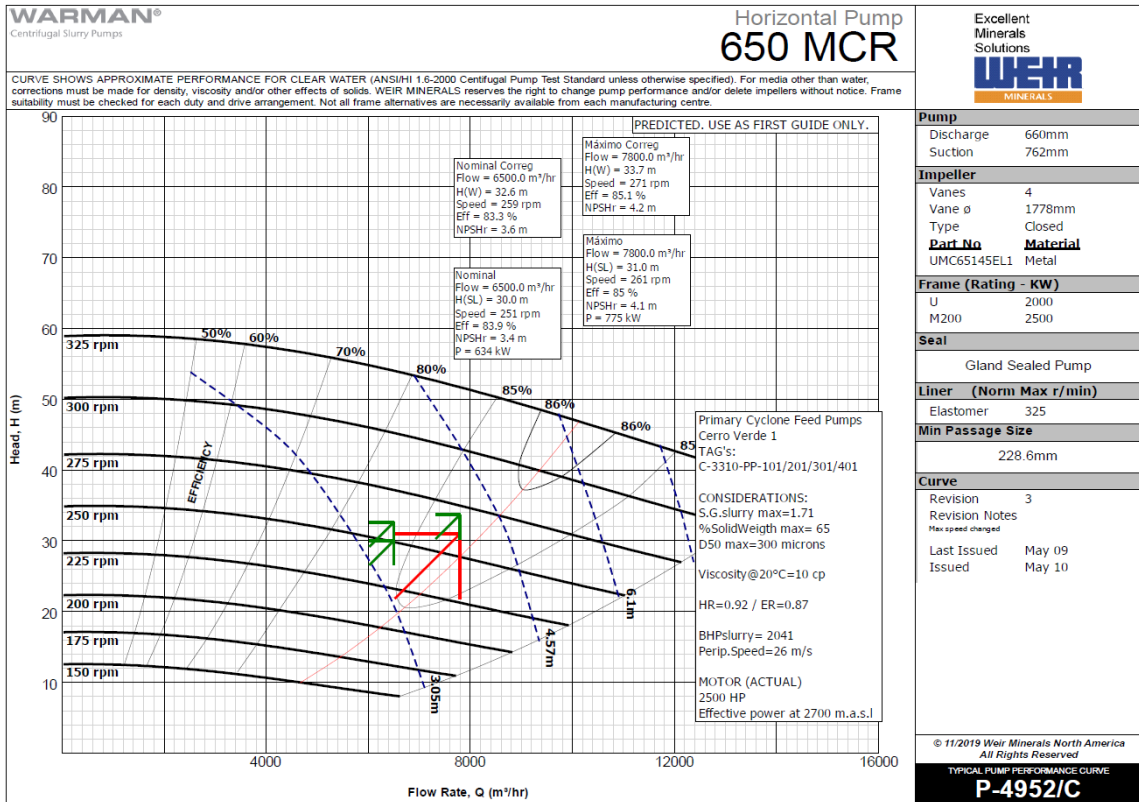 WARMAN®
Centrifugal Slurry Pumps
Horizontal Pump
650 MCR
CURVE SHOWS APPROXIMATE PERFORMANCE FOR CLEAR WATER (ANSI/HI 1.6-2000 Centifugal Pump Test Standard unless otherwise specified). For media other than water,
corrections must be made for density, viscosity and/or other effects of solids. WEIR MINERALS reserves the right to change pump performance and/or delete impellers without notice. Frame
suitability must be checked for each duty and drive arrangement. Not all frame alternatives are necessarily available from each manufacturing centre.
PREDICTED. USE AS FIRST GUIDE ONLY.
Nominal Correg
Flow = 6500.0 m³/hr
H(W) = 32.6 m
Speed = 259 rpm
Eff = 83.3 %
NPSHr = 3.6 m
Máximo Correg
Flow = 7800.0 m³/hr
H(W) = 33.7 m
Speed = 271 rpm
Eff = 85.1 %
NPSHr = 4.2 m
Nominal
Flow = 6500.0 m³/hr
H(SL) = 30.0 m
Speed = 251 rpm
Eff = 83.9 %
NPSHr = 3.4 m
P = 634 kW
Máximo
Flow = 7800.0 m³/hr
H(SL) = 31.0 m
Speed = 261 rpm
Eff = 85 %
NPSHr = 4.1 m
P = 775 kW
90
80
70
60
50
40
30
20
10
Head, H (m)
325 rpm
300 rpm
275 rpm
250 rpm
225 rpm
200 rpm
175 rpm
150 rpm
50%
60%
70%
80%
85%
86%
86%
85
EFFICIENCY
3.05m
4.57m
6.1m
Primary Cyclone Feed Pumps
Cerro Verde 1
TAG's:
C-3310-PP-101/201/301/401
CONSIDERATIONS:
S.G.slurry max=1.71
%SolidWeigth max= 65
D50 max=300 microns
Viscosity@20°C=10 cp
HR=0.92 / ER=0.87
BHPslurry= 2041
Perip.Speed=26 m/s
MOTOR (ACTUAL)
2500 HP
Effective power at 2700 m.a.s.l
4000
8000
12000
16000
Flow Rate, Q (m³/hr)
Excellent
Minerals
Solutions
WEIR
MINERALS
Pump
Discharge 660mm
Suction 762mm
Impeller
Vanes 4
Vane ø 1778mm
Type Closed
Part No Material
UMC65145EL1 Metal
Frame (Rating - KW)
U 2000
M200 2500
Seal
Gland Sealed Pump
Liner (Norm Max r/min)
Elastomer 325
Min Passage Size
228.6mm
Curve
Revision 3
Revision Notes
Max speed changed
Last Issued May 09
Issued May 10
© 11/2019 Weir Minerals North America
All Rights Reserved
TYPICAL PUMP PERFORMANCE CURVE
P-4952/C